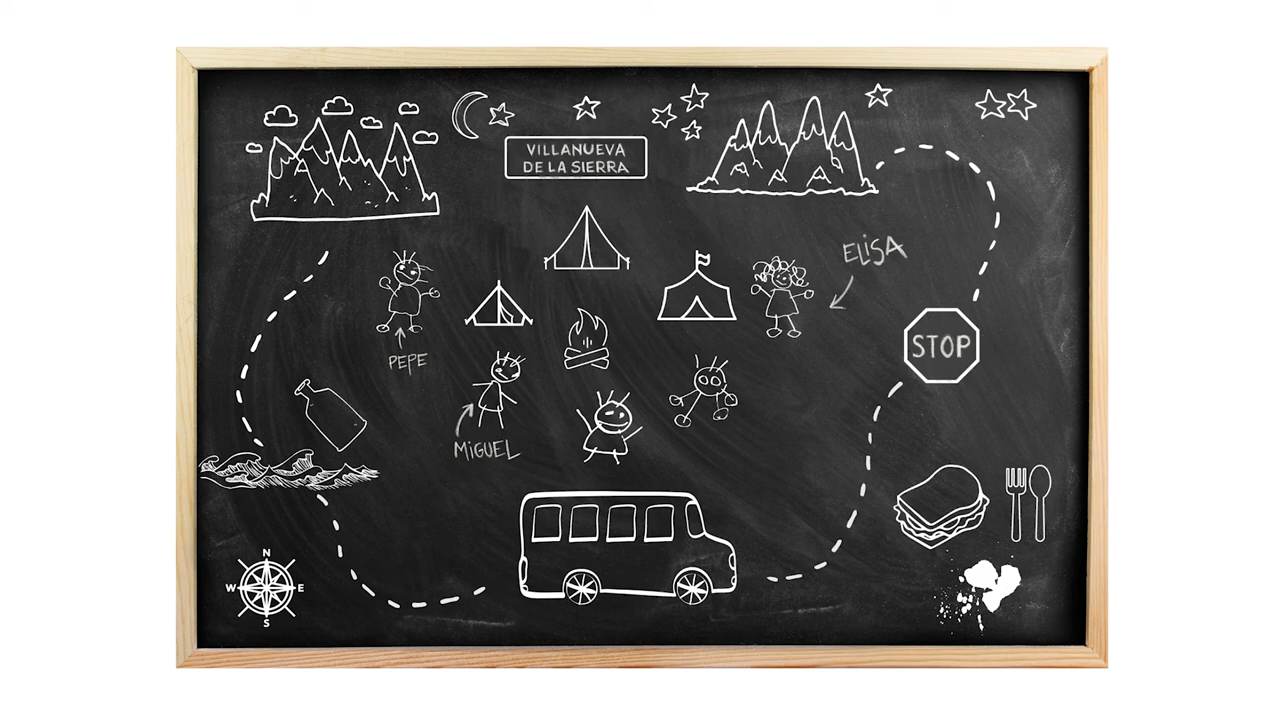 VILLANUEVA
DE LA SIERRA
ELISA
STOP
PEPE
MIGUEL
N
W E
S